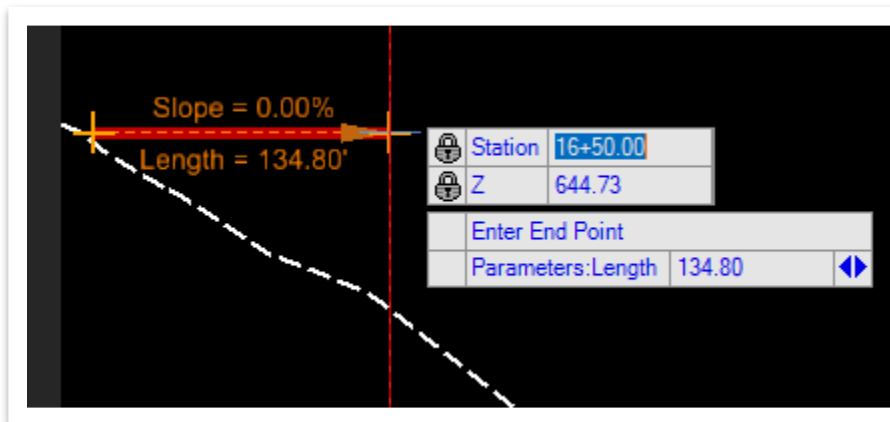 Slope = 0.00%
Length = 134.80'
Station 16+50.00
Z 644.73
Enter End Point
Parameters:Length 134.80